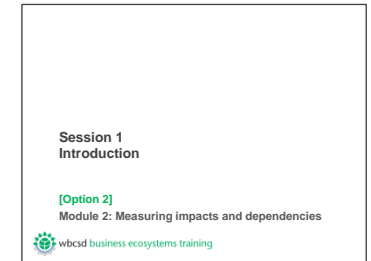 Session 1
Introduction
[Option 2]
Module 2: Measuring impacts and dependencies
wbcsd business ecosystems training